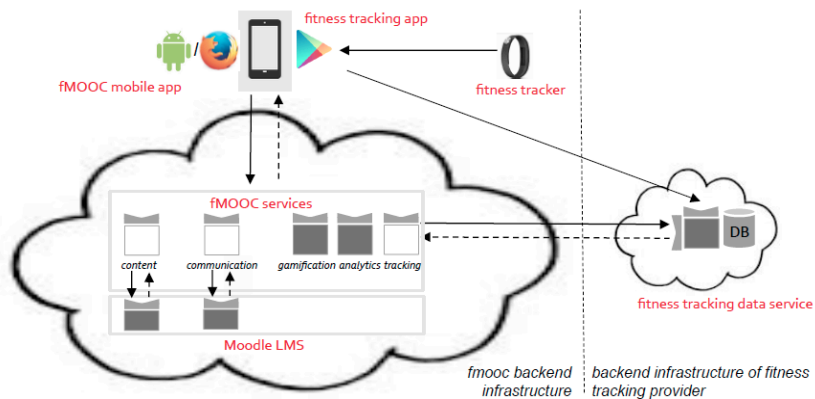 fitness tracking app
/
fMOOC mobile app
fitness tracker
fMOOC services
content
communication
gamification
analytics
tracking
DB
fitness tracking data service
Moodle LMS
fmooc backend
infrastructure
backend infrastructure of fitness
tracking provider